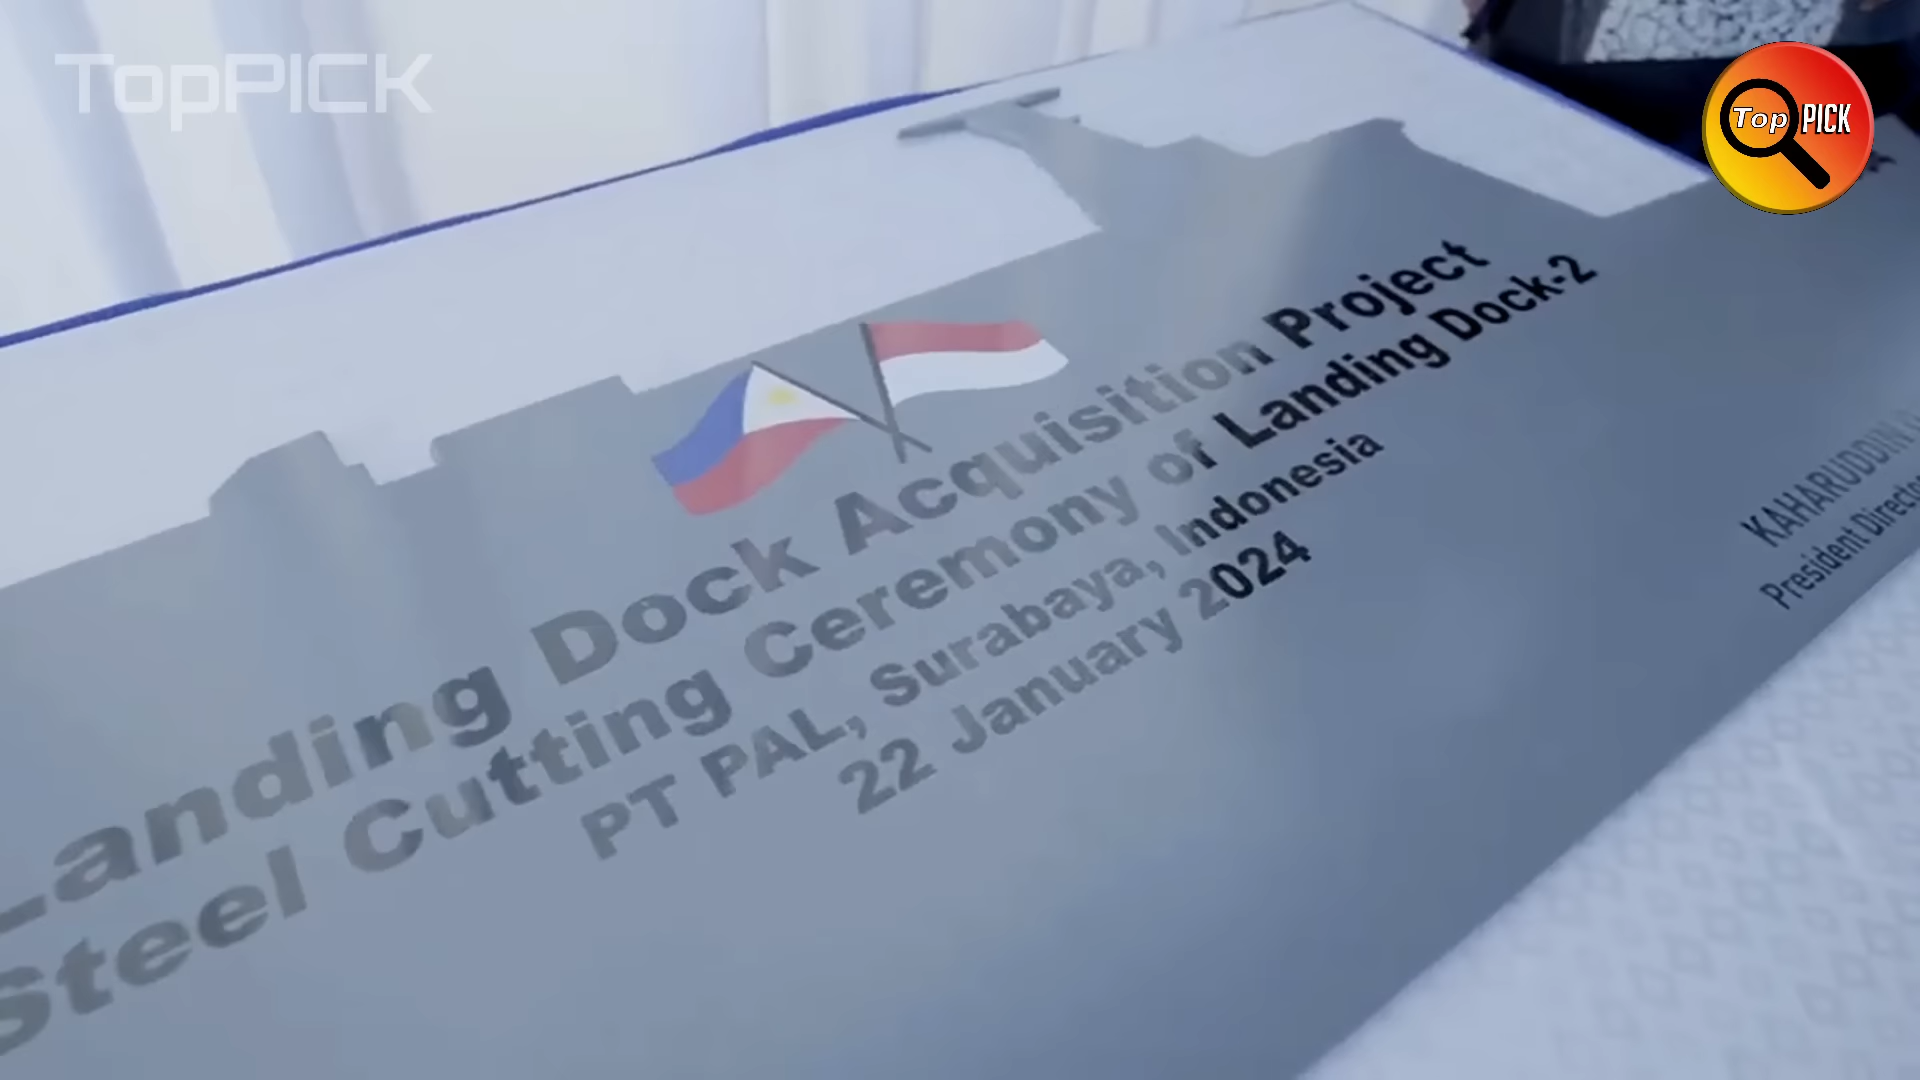 TopPICK
Top PICK
Landing Dock Acquisition Project
Steel Cutting Ceremony of Landing Dock-2
PT PAL, Surabaya, Indonesia
22 January 2024
KAHARUDDIN
President Director